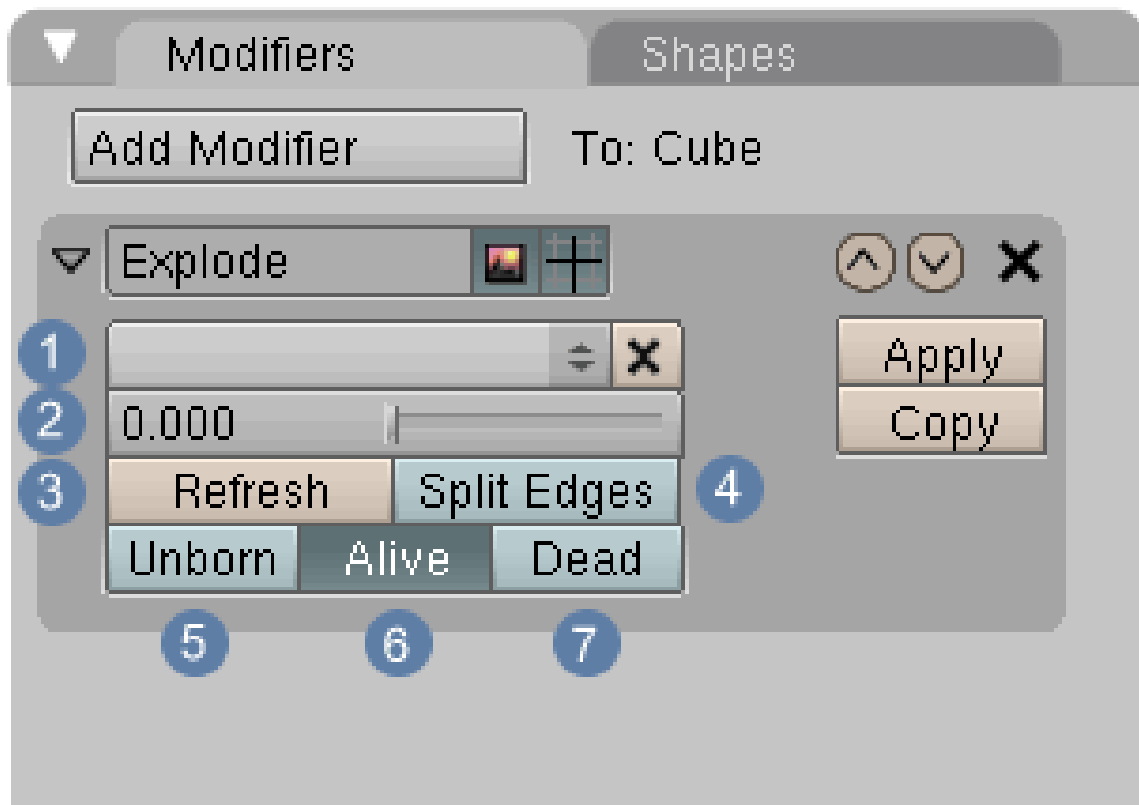 Modifiers
Shapes
Add Modifier
To: Cube
Explode
1
Apply
2
0.000
Copy
3
Refresh
Split Edges
4
Unborn
Alive
Dead
5
6
7